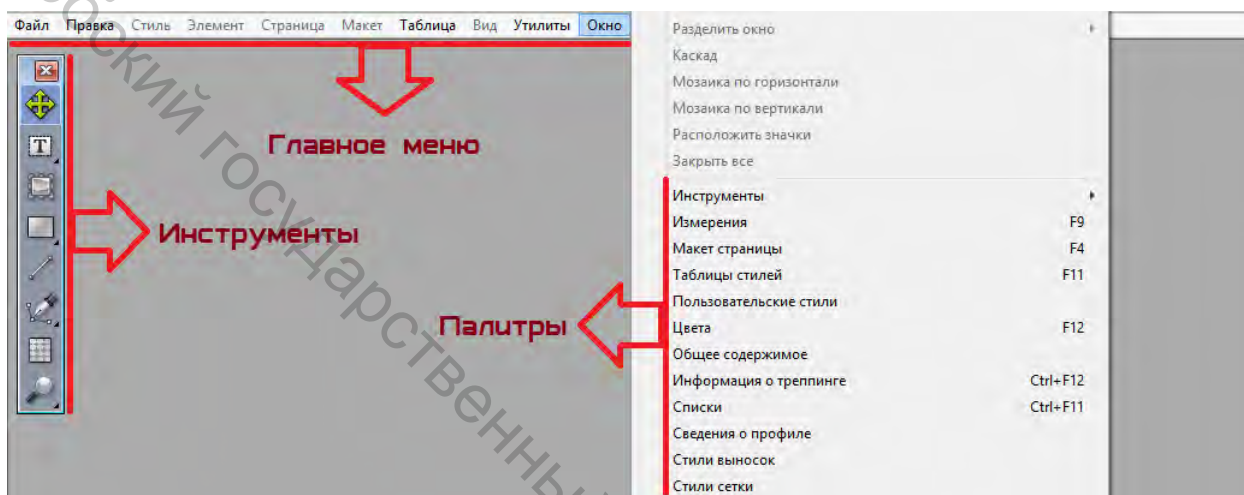 Файл Правка Стиль Элемент Страница Макет Таблица Вид Утилиты Окно
Главное меню
Инструменты
Палитры
Разделить окно
Каскад
Мозаика по горизонтали
Мозаика по вертикали
Расположить значки
Закрыть все
Инструменты
Измерения F9
Макет страницы F4
Таблицы стилей F11
Пользовательские стили
Цвета F12
Общее содержимое
Информация о треппинге Ctrl+F12
Списки Ctrl+F11
Сведения о профиле
Стили выносок
Стили сетки
государственный